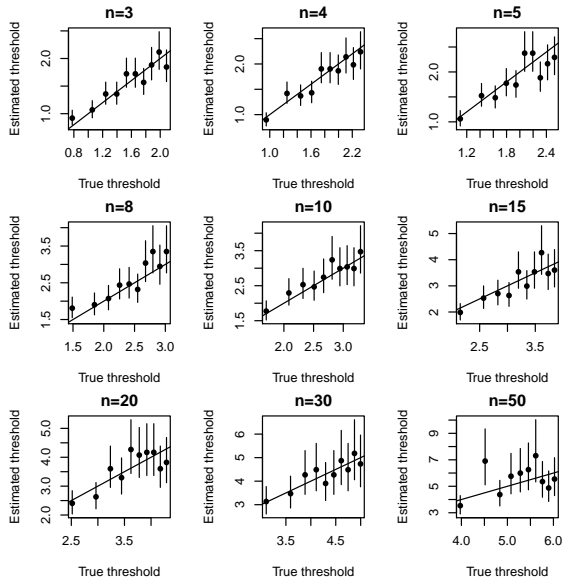 n=3
n=4
n=5
Estimated threshold
1.0
2.0
Estimated threshold
1.0
2.0
Estimated threshold
1.0
2.0
0.8 1.2 1.6 2.0
1.0 1.4 1.8 2.2
1.2 1.6 2.0 2.4
True threshold
True threshold
True threshold
n=8
n=10
n=15
Estimated threshold
1.5
2.5
3.5
Estimated threshold
1.5
2.5
3.5
Estimated threshold
2
3
4
5
1.5 2.0 2.5 3.0
2.0 2.5 3.0
2.5 3.5
True threshold
True threshold
True threshold
n=20
n=30
n=50
Estimated threshold
2.0
3.0
4.0
5.0
Estimated threshold
3
4
5
6
Estimated threshold
3
5
7
9
2.5 3.5
3.5 4.5
4.0 5.0 6.0
True threshold
True threshold
True threshold